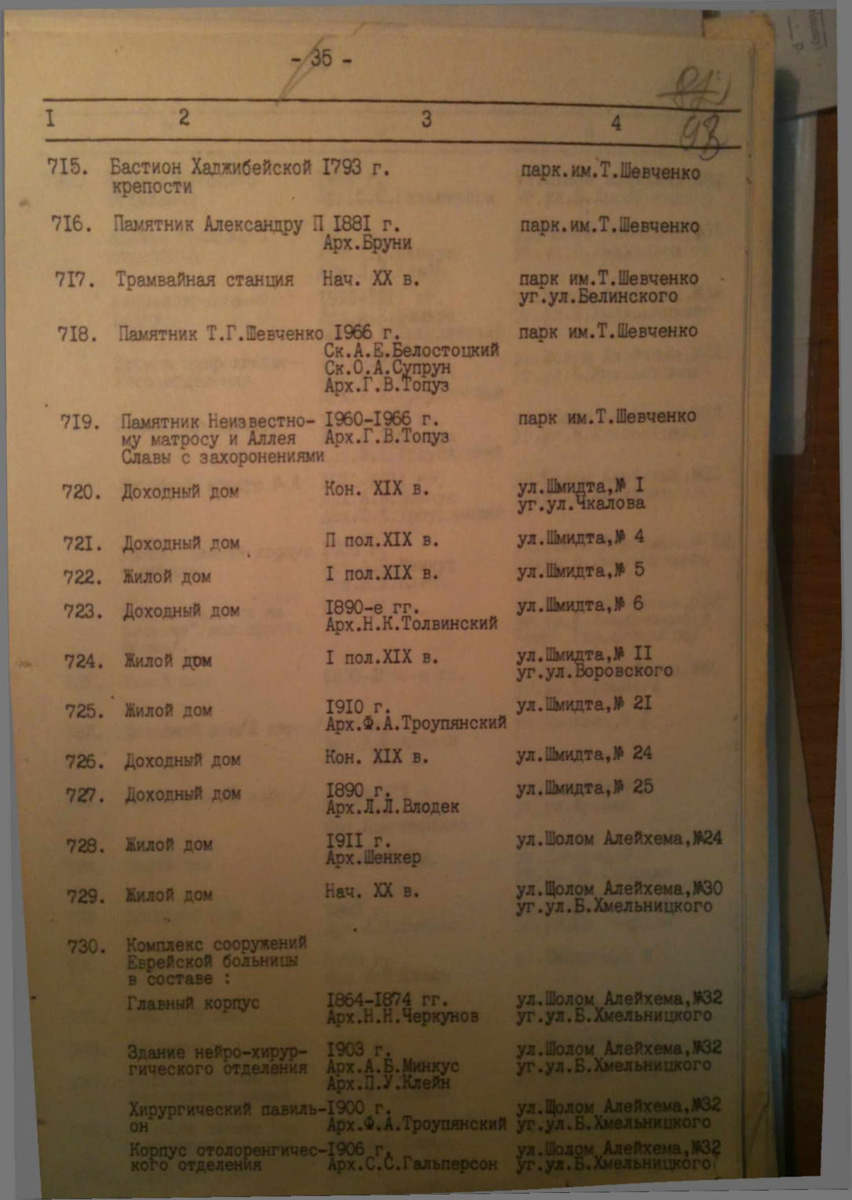 - 35 -
87
98
I 2 3 4
7I5. Бастион Хаджибейской I793 г. парк.им.Т.Шевченко
крепости
7I6. Памятник Александру П I88I г. парк.им.Т.Шевченко
Арх.Бруни
7I7. Трамвайная станция Нач. XX в. парк им.Т.Шевченко
уг.ул.Белинского
7I8. Памятник Т.Г.Шевченко I966 г. парк им.Т.Шевченко
Ск.А.Е.Белостоцкий
Ск.О.А.Супрун
Арх.Г.В.Топуз
7I9. Памятник Неизвестно- I960-I966 г. парк им.Т.Шевченко
му матросу и Аллея Арх.Г.В.Топуз
Славы с захоронениями
720. Доходный дом Кон. XIX в. ул.Шмидта,№ I
уг.ул.Чкалова
72I. Доходный дом П пол.XIX в. ул.Шмидта,№ 4
722. Жилой дом I пол.XIX в. ул.Шмидта,№ 5
723. Доходный дом I890-е гг. ул.Шмидта,№ 6
Арх.Н.К.Толвинский
724. Жилой дом I пол.XIX в. ул.Шмидта,№ II
уг.ул.Воровского
725. Жилой дом I9I0 г. ул.Шмидта,№ 2I
Арх.Ф.А.Троупянский
726. Доходный дом Кон. XIX в. ул.Шмидта,№ 24
727. Доходный дом I890 г. ул.Шмидта,№ 25
Арх.Л.Л.Влодек
728. Жилой дом I9II г. ул.Шолом Алейхема,№24
Арх.Шенкер
729. Жилой дом Нач. XX в. ул.Щолом Алейхема,№30
уг.ул.Б.Хмельницкого
730. Комплекс сооружений
Еврейской больницы
в составе :
Главный корпус I864-I874 гг. ул.Шолом Алейхема,№32
Арх.Н.Н.Черкунов уг.ул.Б.Хмельницкого
Здание нейро-хирур- I903 г. ул.Шолом Алейхема,№32
гического отделения Арх.А.Б.Минкус уг.ул.Б.Хмельницкого
Арх.П.У.Клейн
Хирургический павиль-I900 г. ул.Щолом Алейхема,№32
он Арх.Ф.А.Троупянский уг.ул.Б.Хмельницкого
Корпус отолоренгичес-I906 г. ул.Шолом Алейхема,№32
кого отделения Арх.С.С.Гальперсон уг.ул.Б.Хмельницкого